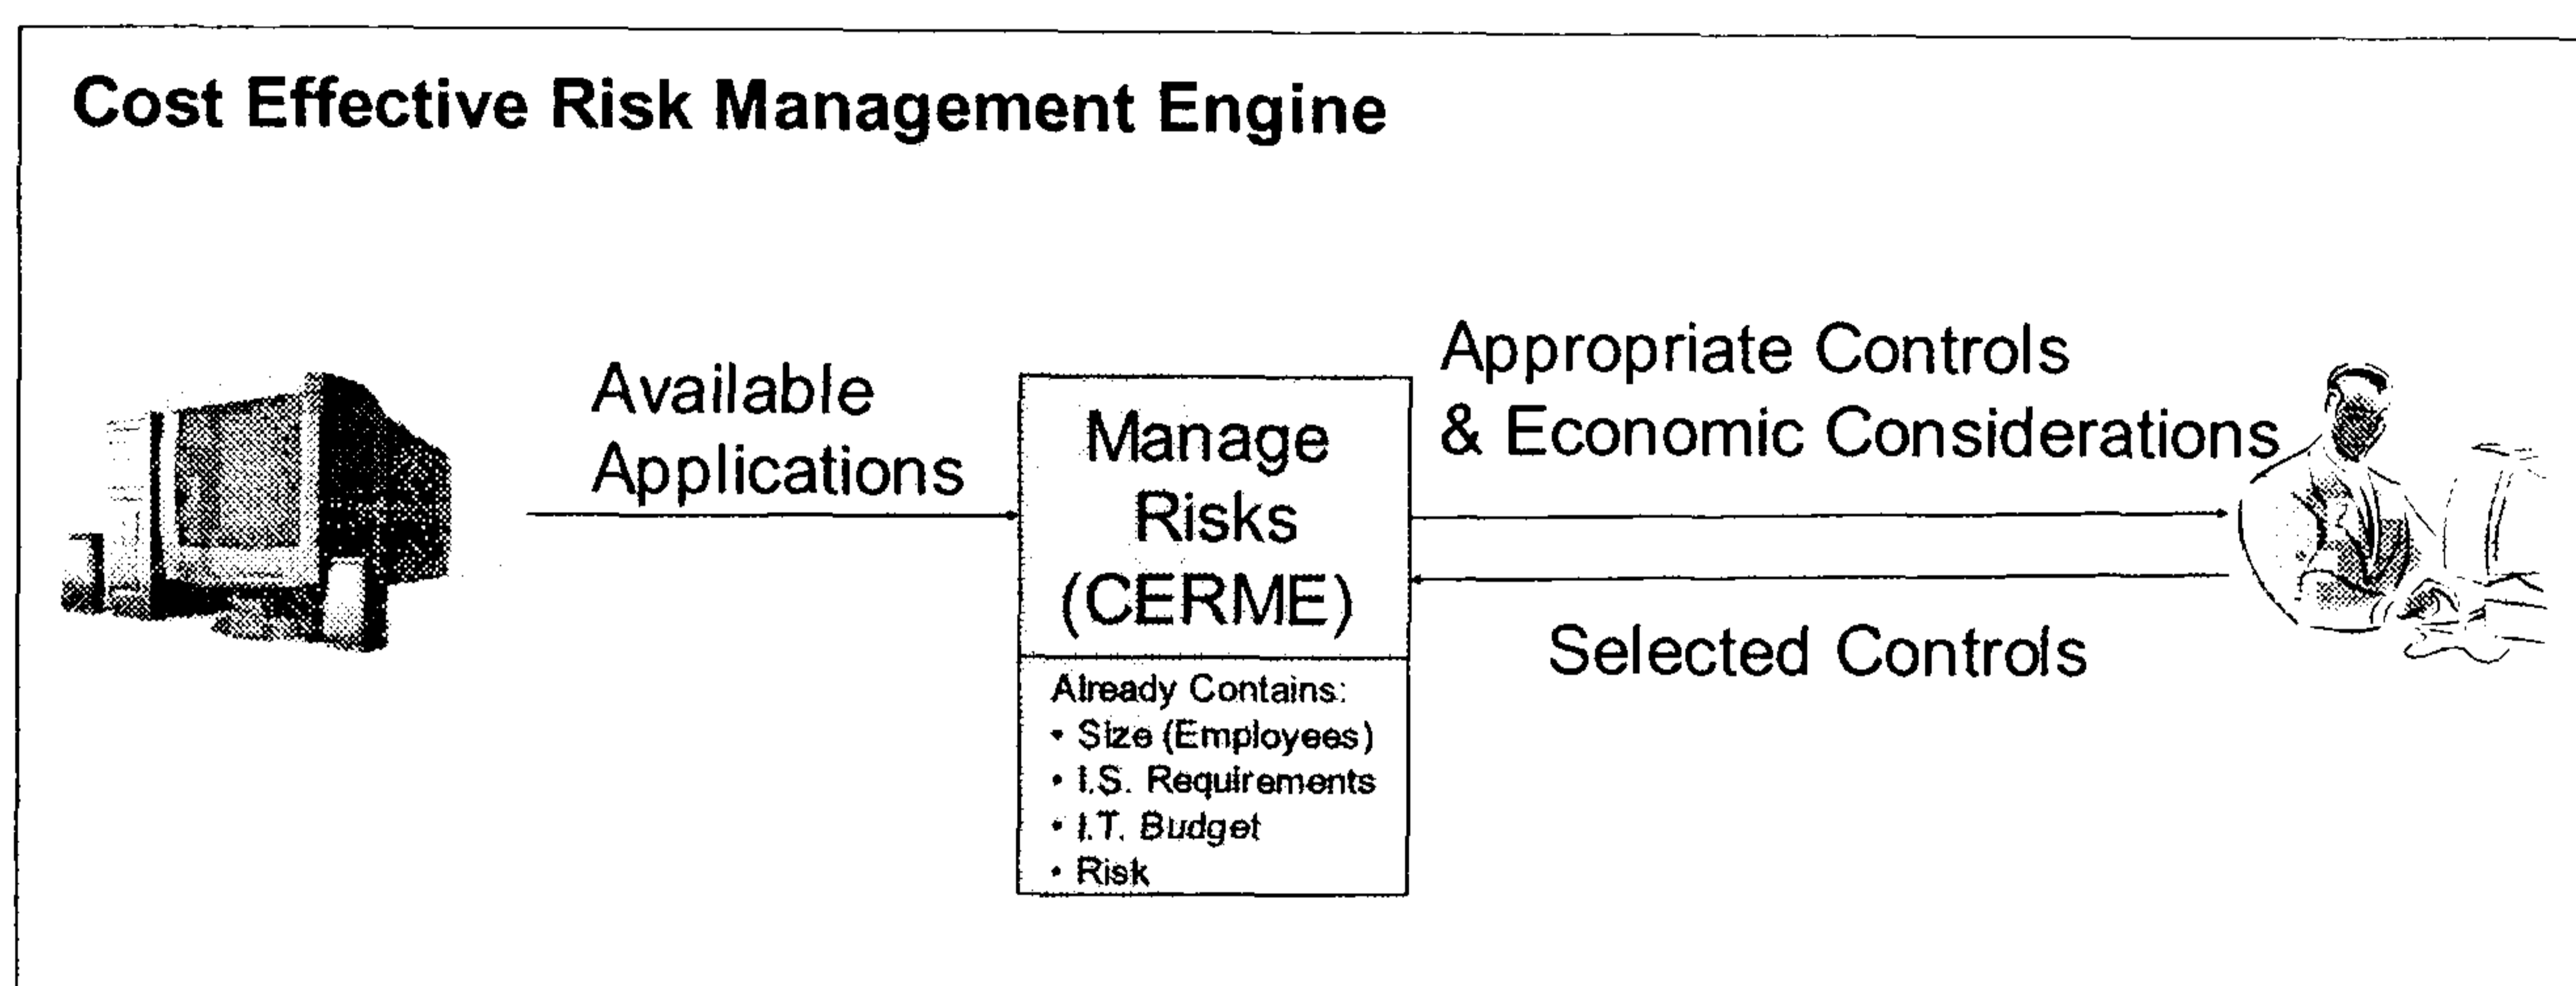 Cost Effective Risk Management Engine
Available
Applications
Manage
Risks
(CERME)
Already Contains:
• Size (Employees)
• I.S. Requirements
• I.T. Budget
• Risk
Appropriate Controls
& Economic Considerations
Selected Controls